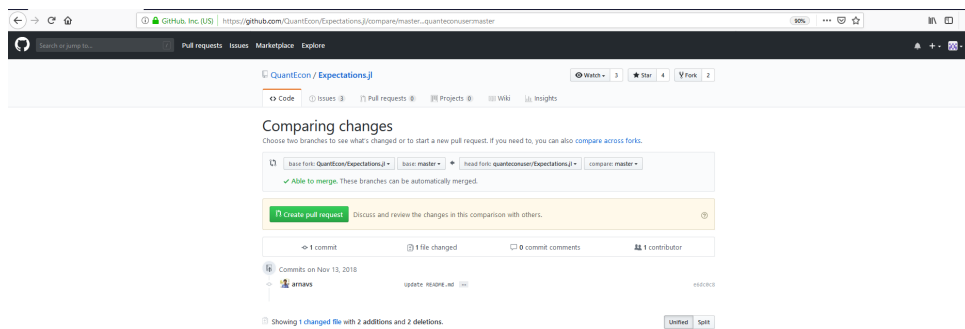 GitHub, Inc. (US) https://github.com/QuantEcon/Expectations.jl/compare/master...quanteconuser:master 90%
Search or jump to... / Pull requests Issues Marketplace Explore
QuantEcon / Expectations.jl Watch 3 Star 4 Fork 2
Code Issues 3 Pull requests 0 Projects 0 Wiki Insights
Comparing changes
Choose two branches to see what's changed or to start a new pull request. If you need to, you can also compare across forks.
base fork: QuantEcon/Expectations.jl base: master head fork: quanteconuser/Expectations.jl compare: master
Able to merge. These branches can be automatically merged.
Create pull request Discuss and review the changes in this comparison with others.
1 commit 1 file changed 0 commit comments 1 contributor
Commits on Nov 13, 2018
arnavs Update README.md
Showing 1 changed file with 2 additions and 2 deletions. Unified Split